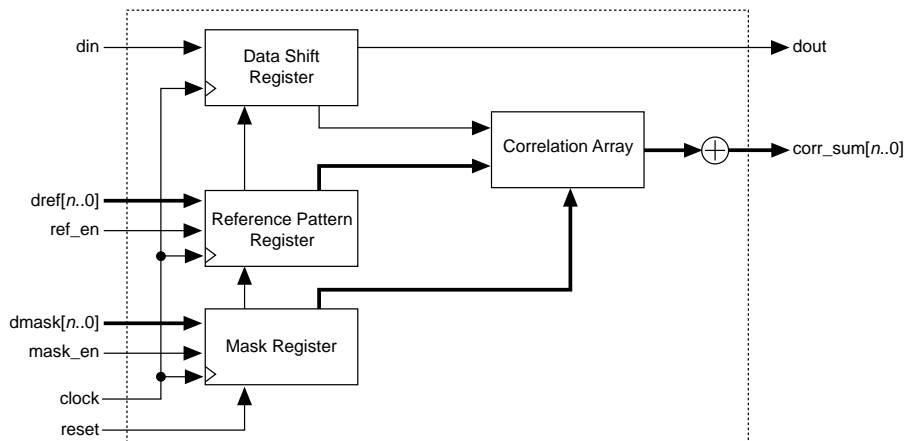 din
Data Shift
Register
dout
Correlation Array
corr_sum[n..0]
dref[n..0]
ref_en
Reference Pattern
Register
dmask[n..0]
mask_en
Mask Register
clock
reset